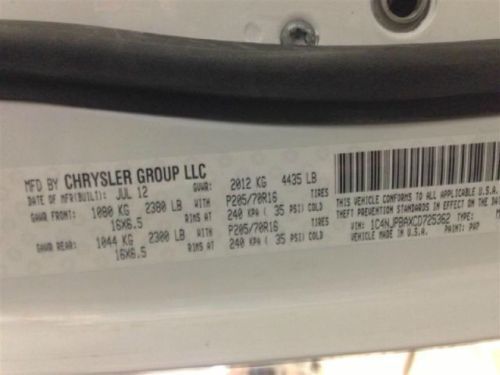 MFD BY CHRYSLER GROUP LLC
DATE OF MFR(BUILT): JUL 12 GVWR: 2012 KG 4435 LB
GAWR FRONT: 1080 KG 2380 LB WITH P205/70R16 TIRES
16X6.5 RIMS AT 240 KPA ( 35 PSI) COLD
GAWR REAR: 1044 KG 2300 LB WITH P205/70R16 TIRES
16X6.5 RIMS AT 240 KPA ( 35 PSI) COLD
THIS VEHICLE CONFORMS TO ALL APPLICABLE U.S.A.
THEFT PREVENTION STANDARDS IN EFFECT ON
VIN: 1C4NJPBAXCD725362 TYPE:
VEHICLE MADE IN U.S.A. PAINT: